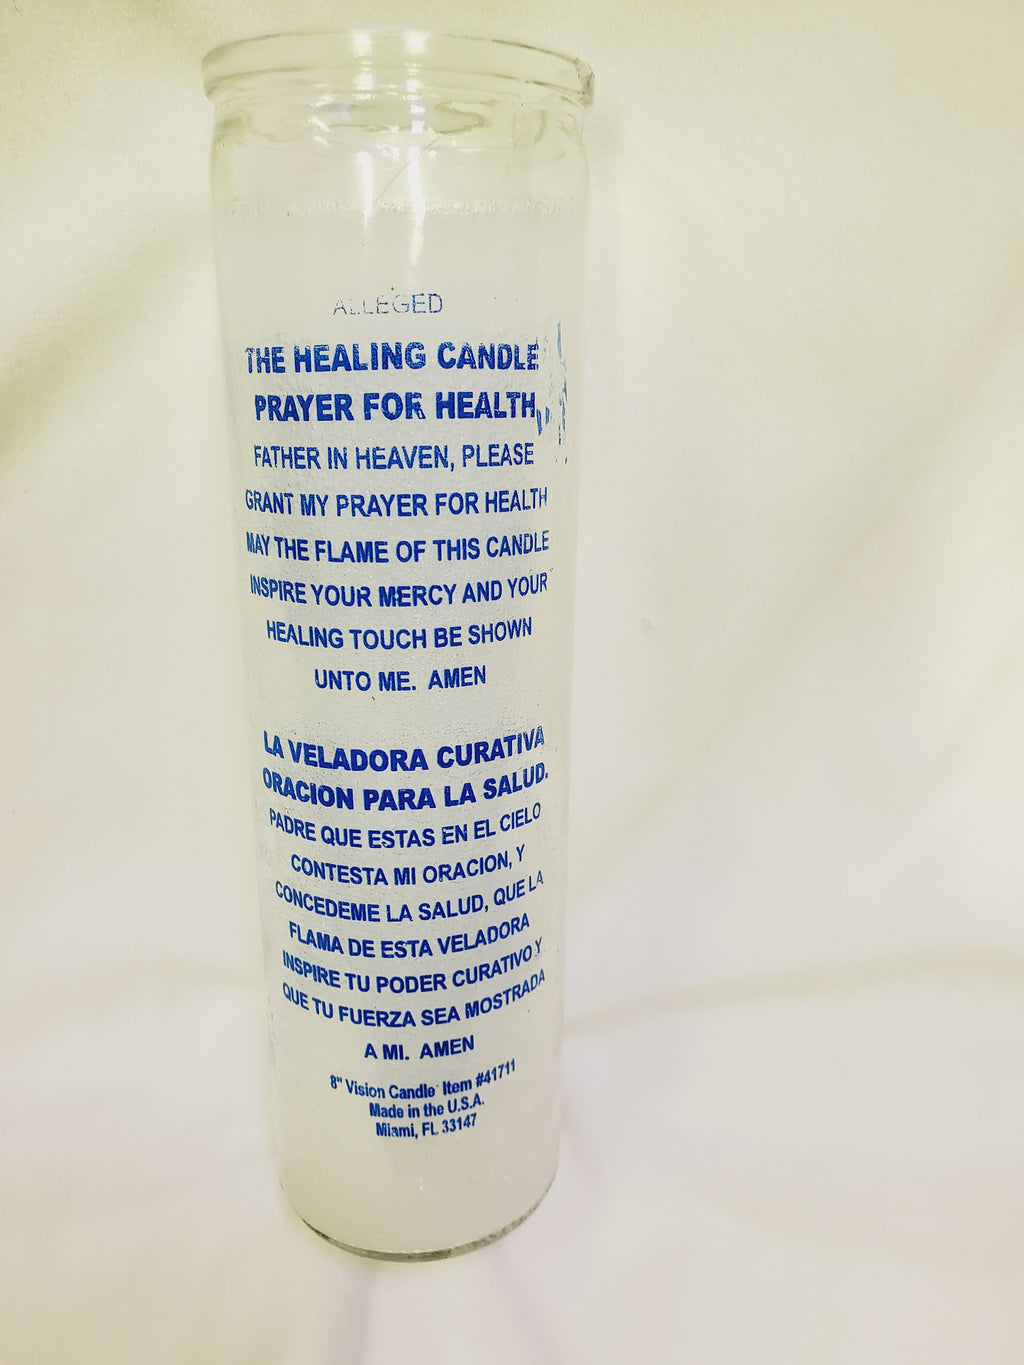 ALLEGED
THE HEALING CANDLE
PRAYER FOR HEALTH,
FATHER IN HEAVEN, PLEASE
GRANT MY PRAYER FOR HEALTH
MAY THE FLAME OF THIS CANDLE
INSPIRE YOUR MERCY AND YOUR
HEALING TOUCH BE SHOWN
UNTO ME. AMEN
LA VELADORA CURATIVA
ORACION PARA LA SALUD.
PADRE QUE ESTAS EN EL CIELO
CONTESTA MI ORACION, Y
CONCEDEME LA SALUD, QUE LA
FLAMA DE ESTA VELADORA
INSPIRE TU PODER CURATIVO Y
QUE TU FUERZA SEA MOSTRADA
A MI. AMEN
8" Vision Candle Item #41711
Made in the U.S.A.
Miami, FL 33147